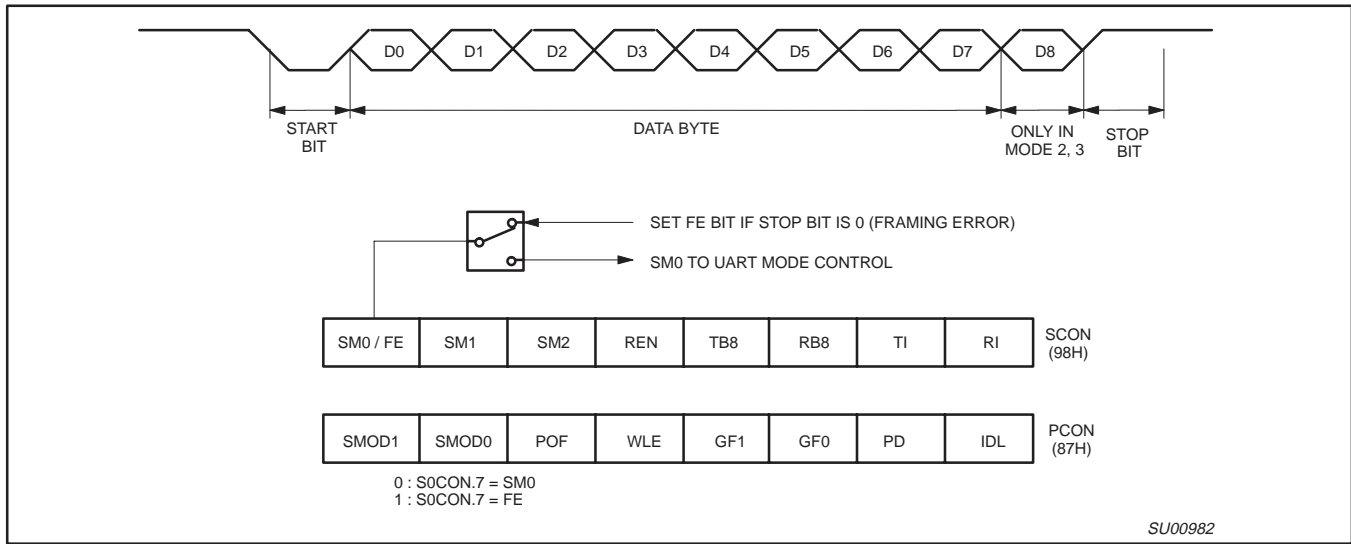 D0 D1 D2 D3 D4 D5 D6 D7 D8
START
BIT
DATA BYTE
ONLY IN
MODE 2, 3
STOP
BIT
SET FE BIT IF STOP BIT IS 0 (FRAMING ERROR)
SM0 TO UART MODE CONTROL
SM0 / FE SM1 SM2 REN TB8 RB8 TI RI
SCON
(98H)
SMOD1 SMOD0 POF WLE GF1 GF0 PD IDL
PCON
(87H)
0 : S0CON.7 = SM0
1 : S0CON.7 = FE
SU00982